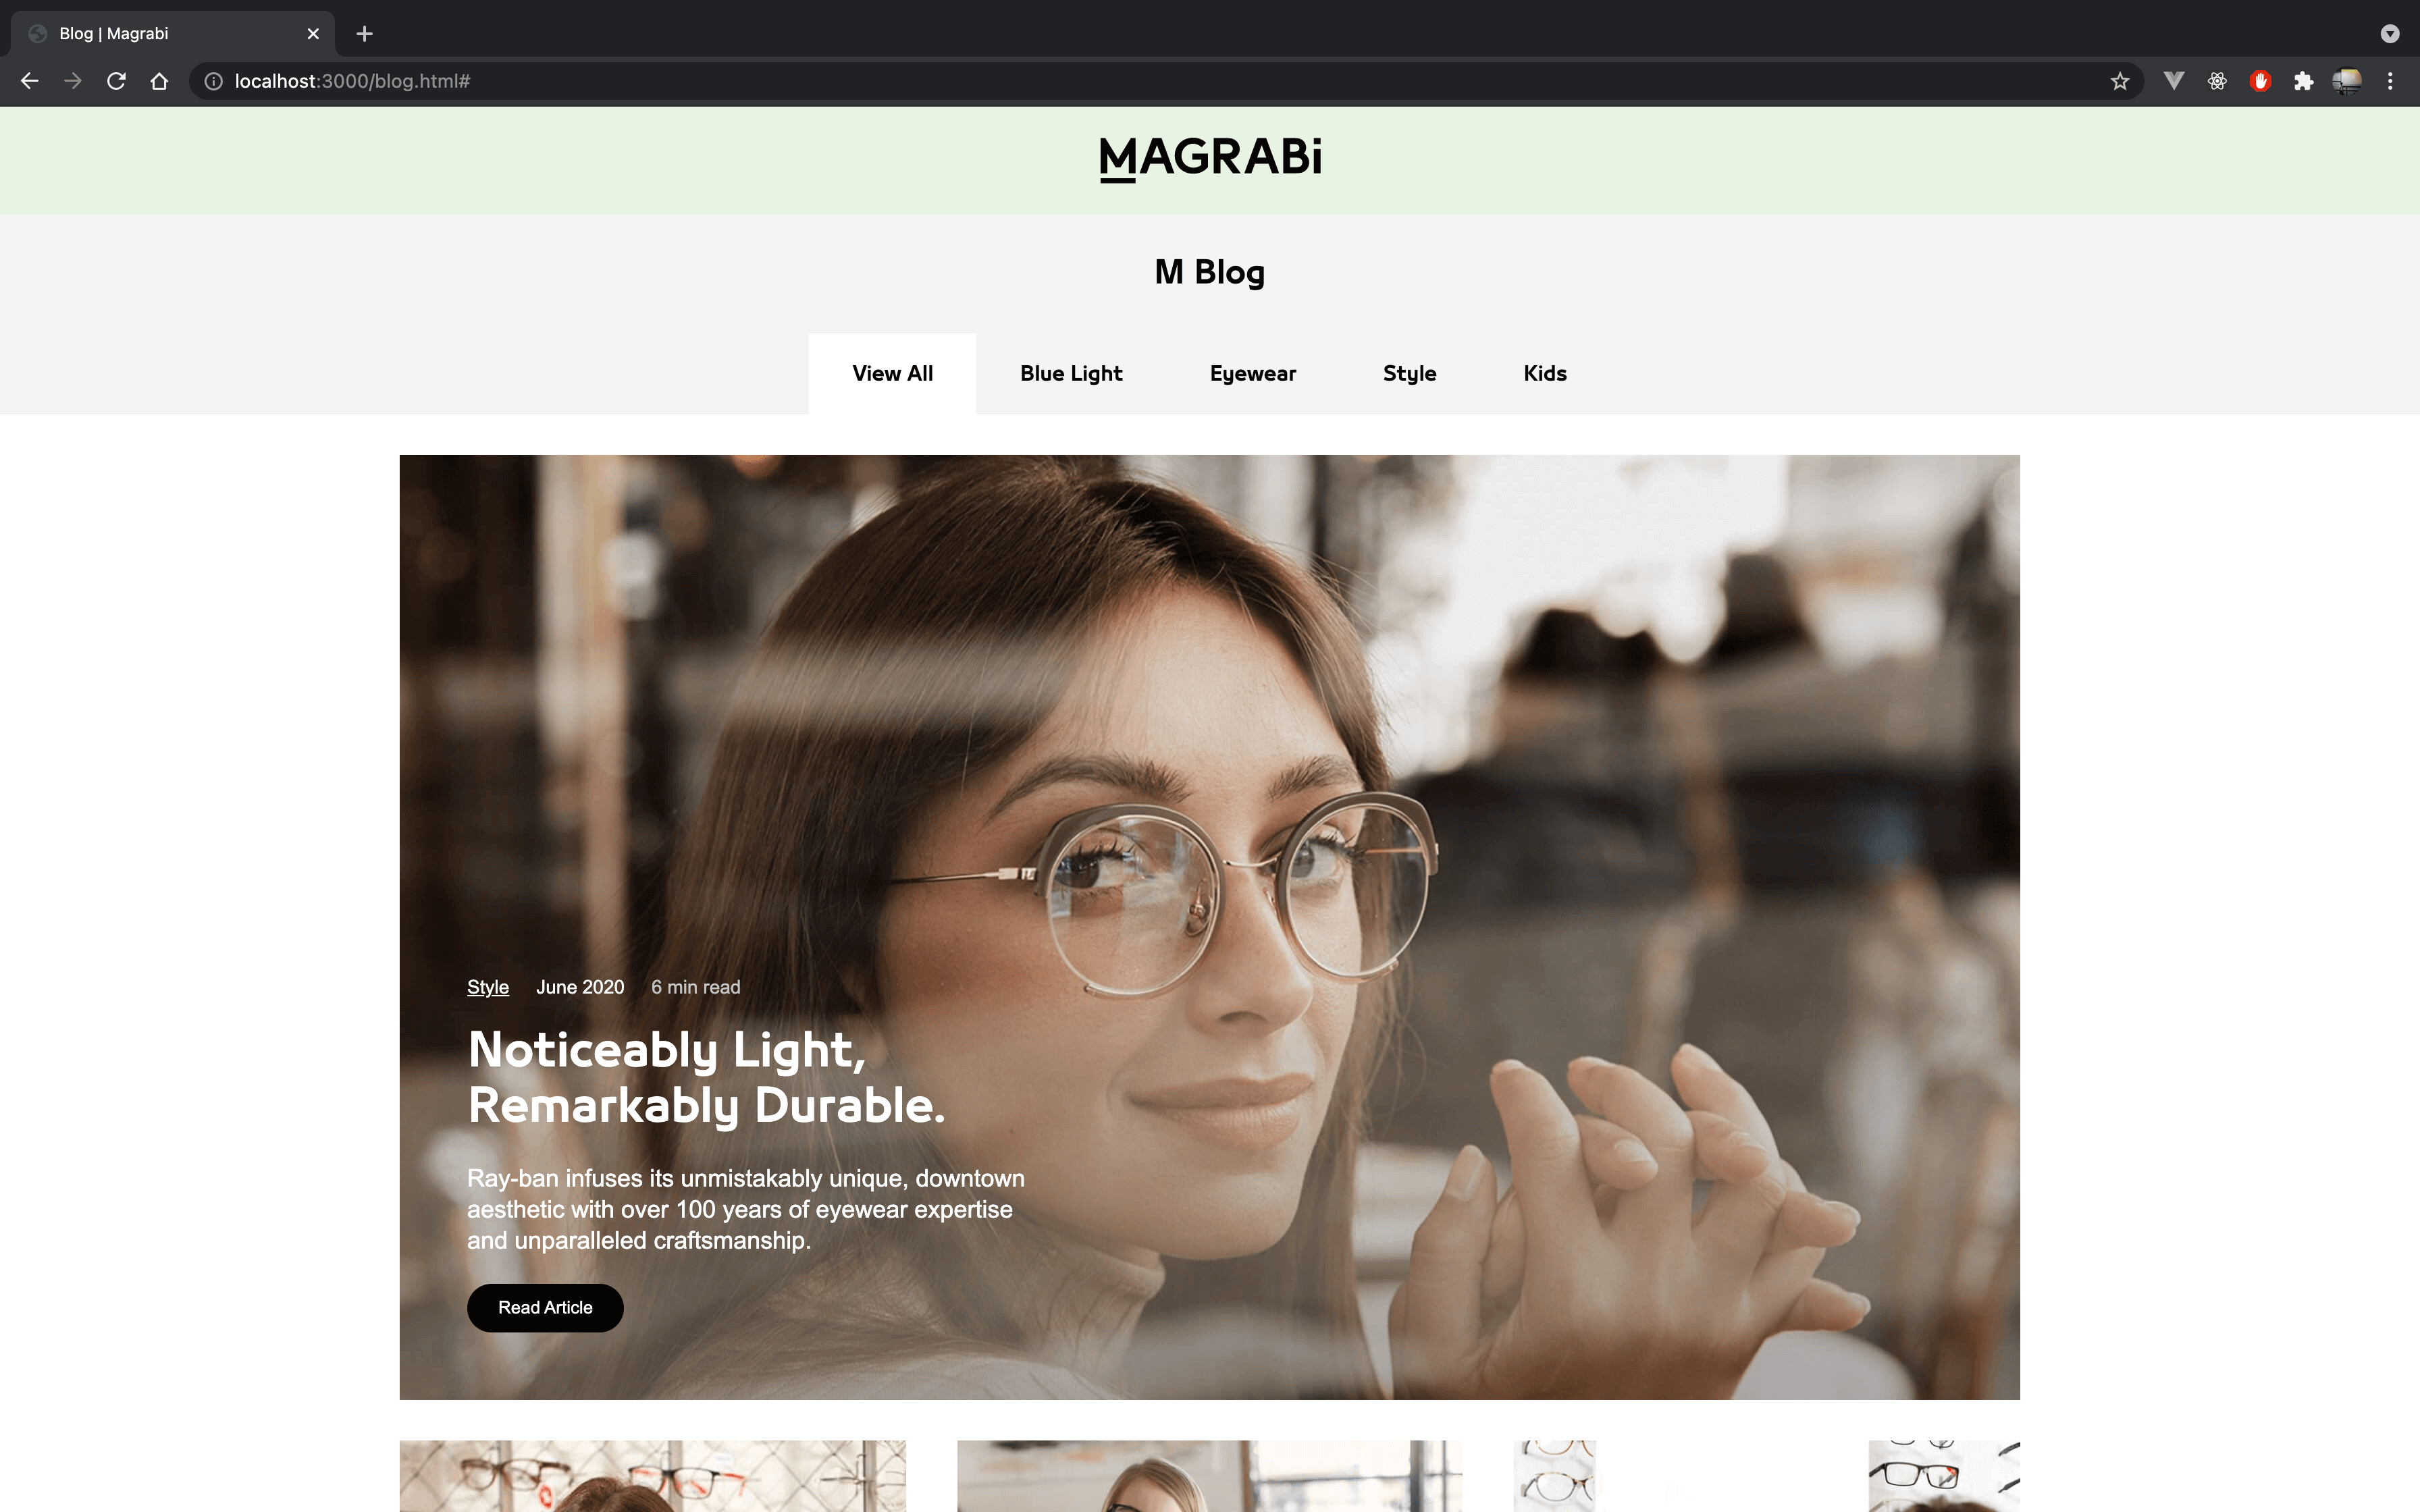 Blog | Magrabi
localhost:3000/blog.html#
MAGRABi
M Blog
View All
Blue Light
Eyewear
Style
Kids
Style
June 2020
6 min read
Noticeably Light,
Remarkably Durable.
Ray-ban infuses its unmistakably unique, downtown
aesthetic with over 100 years of eyewear expertise
and unparalleled craftsmanship.
Read Article